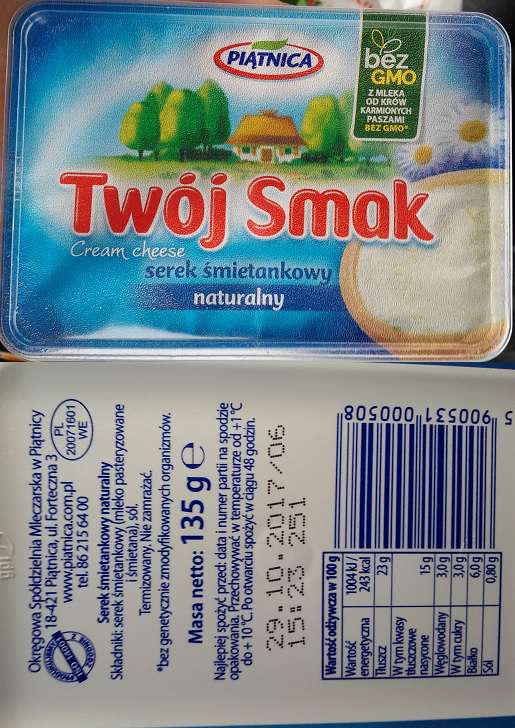 PIĄTNICA
bez
GMO
Z MLEKA
OD KRÓW
KARMIONYCH
PASZAMI
BEZ GMO*
Twój Smak
Cream cheese
serek śmietankowy
naturalny
Okręgowa Spółdzielnia Mleczarska w Piątnicy
18-421 Piątnica, ul. Forteczna 3
www.piatnica.com.pl
tel. 86 215 64 00
PL
20071601
WE
Serek śmietankowy naturalny
Składniki: serek śmietankowy (mleko pasteryzowane
i śmietana), sól.
Termizowany. Nie zamrażać.
*bez genetycznie zmodyfikowanych organizmów.
Masa netto: 135 g e
Najlepiej spożyć przed: data i numer partii na spodzie
opakowania. Przechowywać w temperaturze od +1°C
do + 10°C. Po otwarciu spożyć w ciągu 48 godzin.
29.10.2017/06
15:23 251
Wartość odżywcza w 100 g
Wartość energetyczna 1004 kJ/ 243 kcal
Tłuszcz 23 g
W tym kwasy tłuszczowe nasycone 15 g
Węglowodany 3,0 g
W tym cukry 3,0 g
Białko 6,0 g
Sól 0,80 g
5 900531 000508